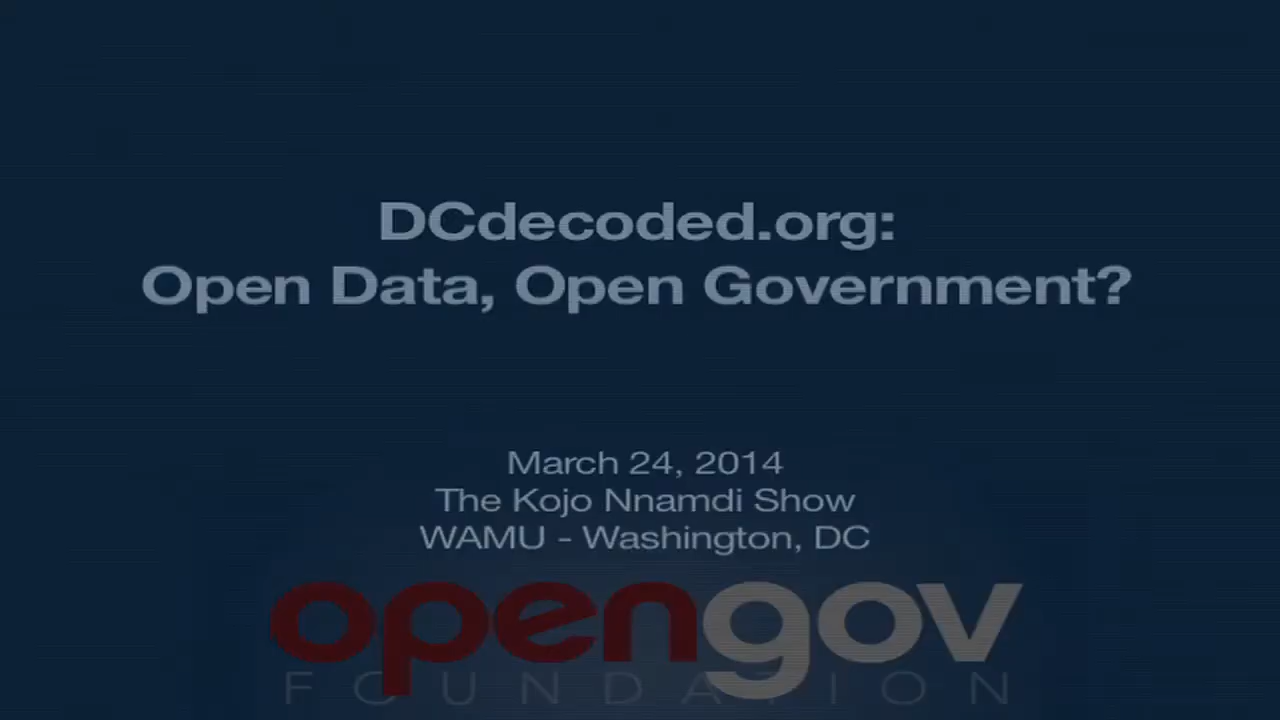 DCdecoded.org:
Open Data, Open Government?
March 24, 2014
The Kojo Nnamdi Show
WAMU - Washington, DC
opengov
FOUNDATION